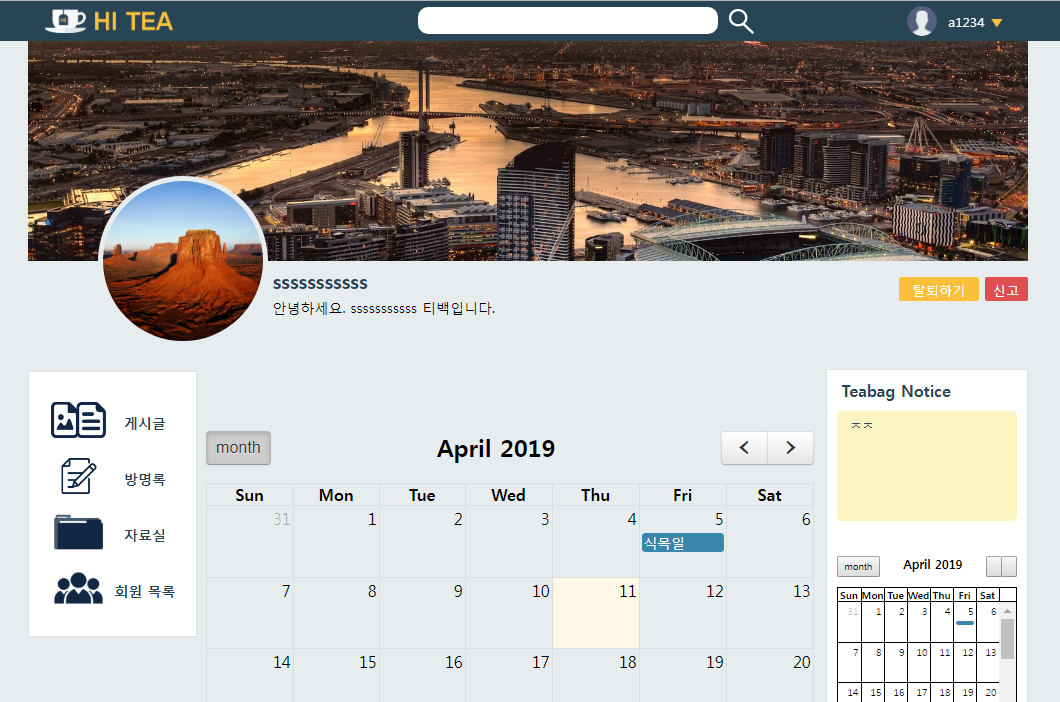 HI TEA
a1234
sssssssssss
안녕하세요. sssssssssss 티백입니다.
탈퇴하기 신고
게시글
방명록
자료실
회원 목록
month April 2019
Sun Mon Tue Wed Thu Fri Sat
31 1 2 3 4 5 6
식목일
7 8 9 10 11 12 13
14 15 16 17 18 19 20
Teabag Notice
ㅈㅈ
month April 2019
Sun Mon Tue Wed Thu Fri Sat
31 1 2 3 4 5 6
7 8 9 10 11 12 13
14 15 16 17 18 19 20